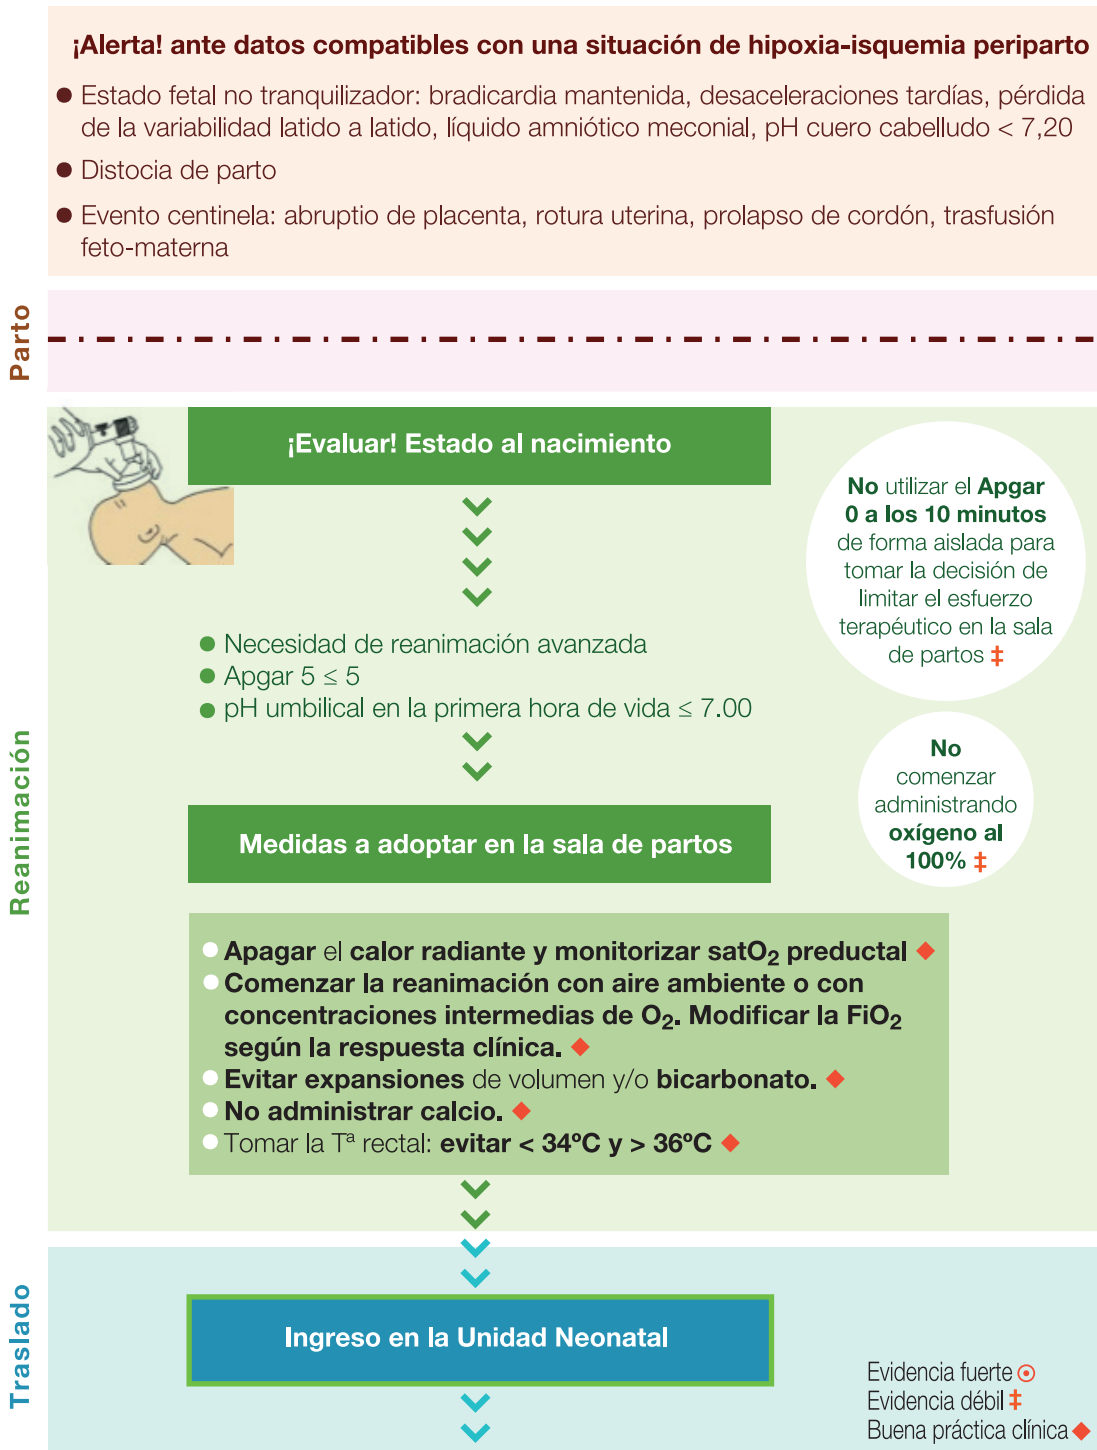 ¡Alerta! ante datos compatibles con una situación de hipoxia-isquemia periparto
● Estado fetal no tranquilizador: bradicardia mantenida, desaceleraciones tardías, pérdida
de la variabilidad latido a latido, líquido amniótico meconial, pH cuero cabelludo < 7,20
● Distocia de parto
● Evento centinela: abruptio de placenta, rotura uterina, prolapso de cordón, trasfusión
feto-materna
Parto
Reanimación
¡Evaluar! Estado al nacimiento
No utilizar el Apgar
0 a los 10 minutos
de forma aislada para
tomar la decisión de
limitar el esfuerzo
terapéutico en la sala
de partos ‡
● Necesidad de reanimación avanzada
● Apgar 5 ≤ 5
● pH umbilical en la primera hora de vida ≤ 7.00
No
comenzar
administrando
oxígeno al
100% ‡
Medidas a adoptar en la sala de partos
Apagar el calor radiante y monitorizar satO₂ preductal ◆
Comenzar la reanimación con aire ambiente o con
concentraciones intermedias de O₂. Modificar la FiO₂
según la respuesta clínica. ◆
Evitar expansiones de volumen y/o bicarbonato. ◆
No administrar calcio. ◆
Tomar la Tª rectal: evitar < 34ºC y > 36ºC ◆
Traslado
Ingreso en la Unidad Neonatal
Evidencia fuerte ⊙
Evidencia débil ‡
Buena práctica clínica ◆